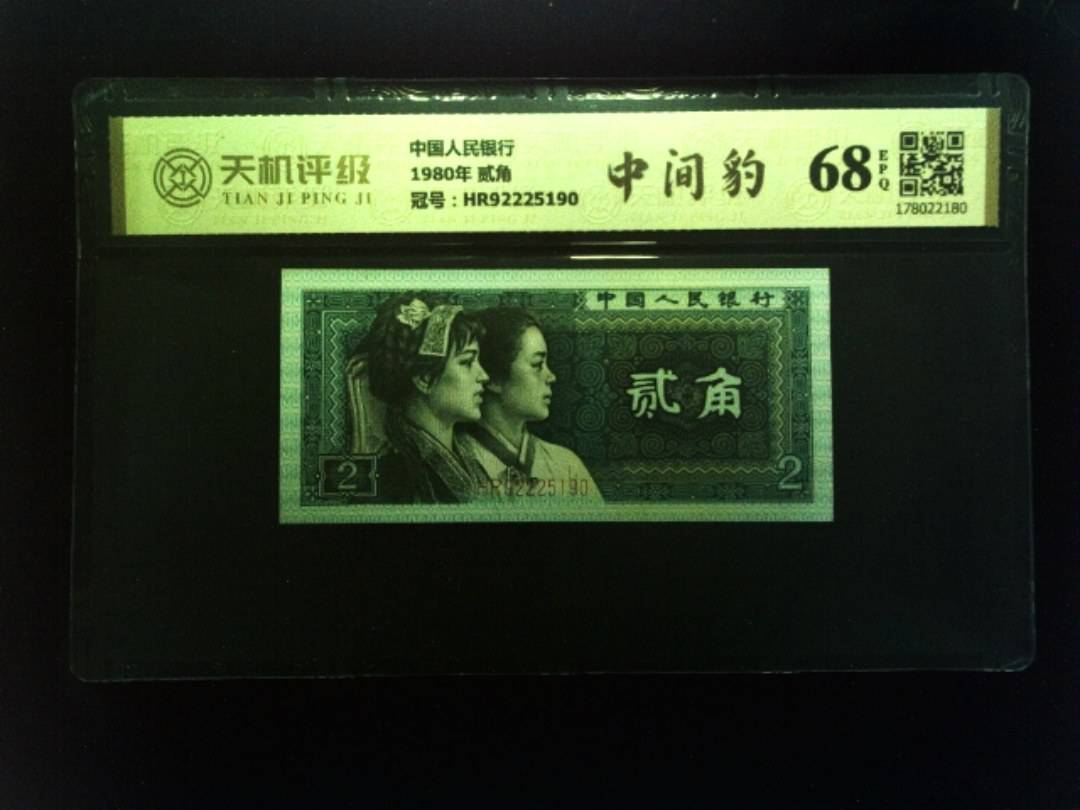 天机评级
TIAN JI PING JI
中国人民银行
1980年 贰角
冠号：HR92225190
中间豹
68
EPQ
178022180
中国人民银行
贰角
2
2
HR92225190